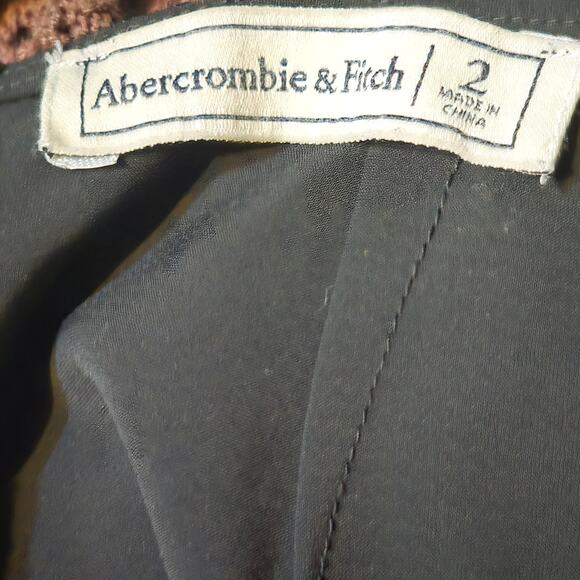 Abercrombie & Fitch
2
MADE IN
CHINA